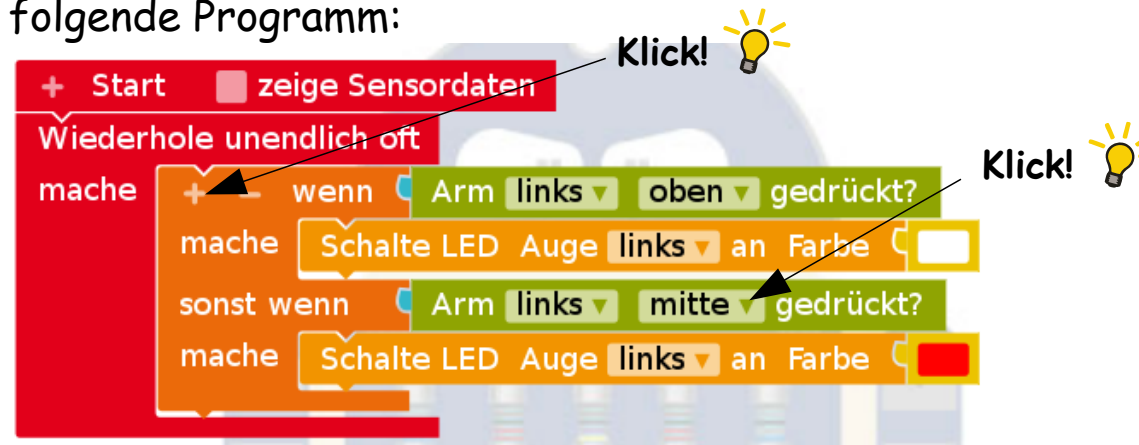 folgende Programm:
Klick!
+ Start zeige Sensordaten
Wiederhole unendlich oft
Klick!
mache + - wenn Arm links oben gedrückt?
mache Schalte LED Auge links an Farbe
sonst wenn Arm links mitte gedrückt?
mache Schalte LED Auge links an Farbe